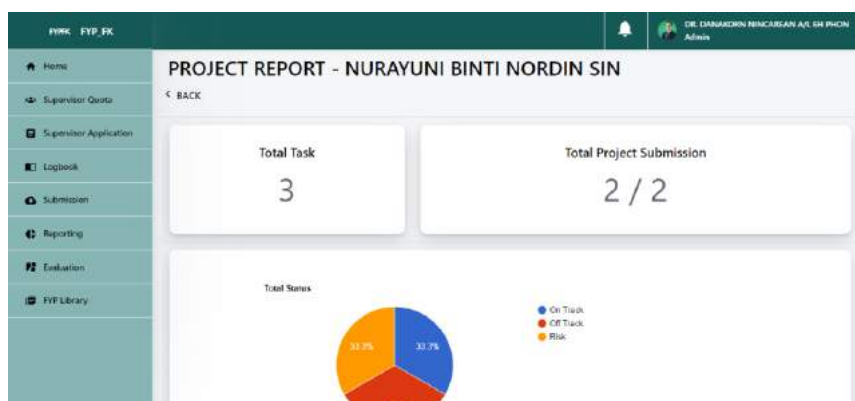 FYP_FK
DR. DANAKORN NINCARSAN A/L EH PHON
Admin
Home
Supervisor Quota
Supervisor Application
Logbook
Submission
Reporting
Evaluation
FYP Library
PROJECT REPORT - NURAYUNI BINTI NORDIN SIN
BACK
Total Task
3
Total Project Submission
2 / 2
Total Status
33.3%
33.3%
On Track
Off Track
Risk